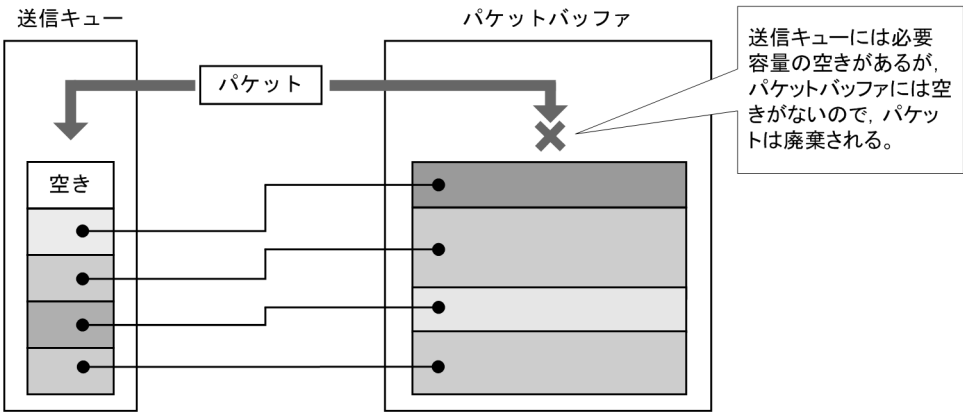 送信キュー
パケットバッファ
パケット
送信キューには必要
容量の空きがあるが,
パケットバッファには空
きがないので, パケッ
トは廃棄される。
空き